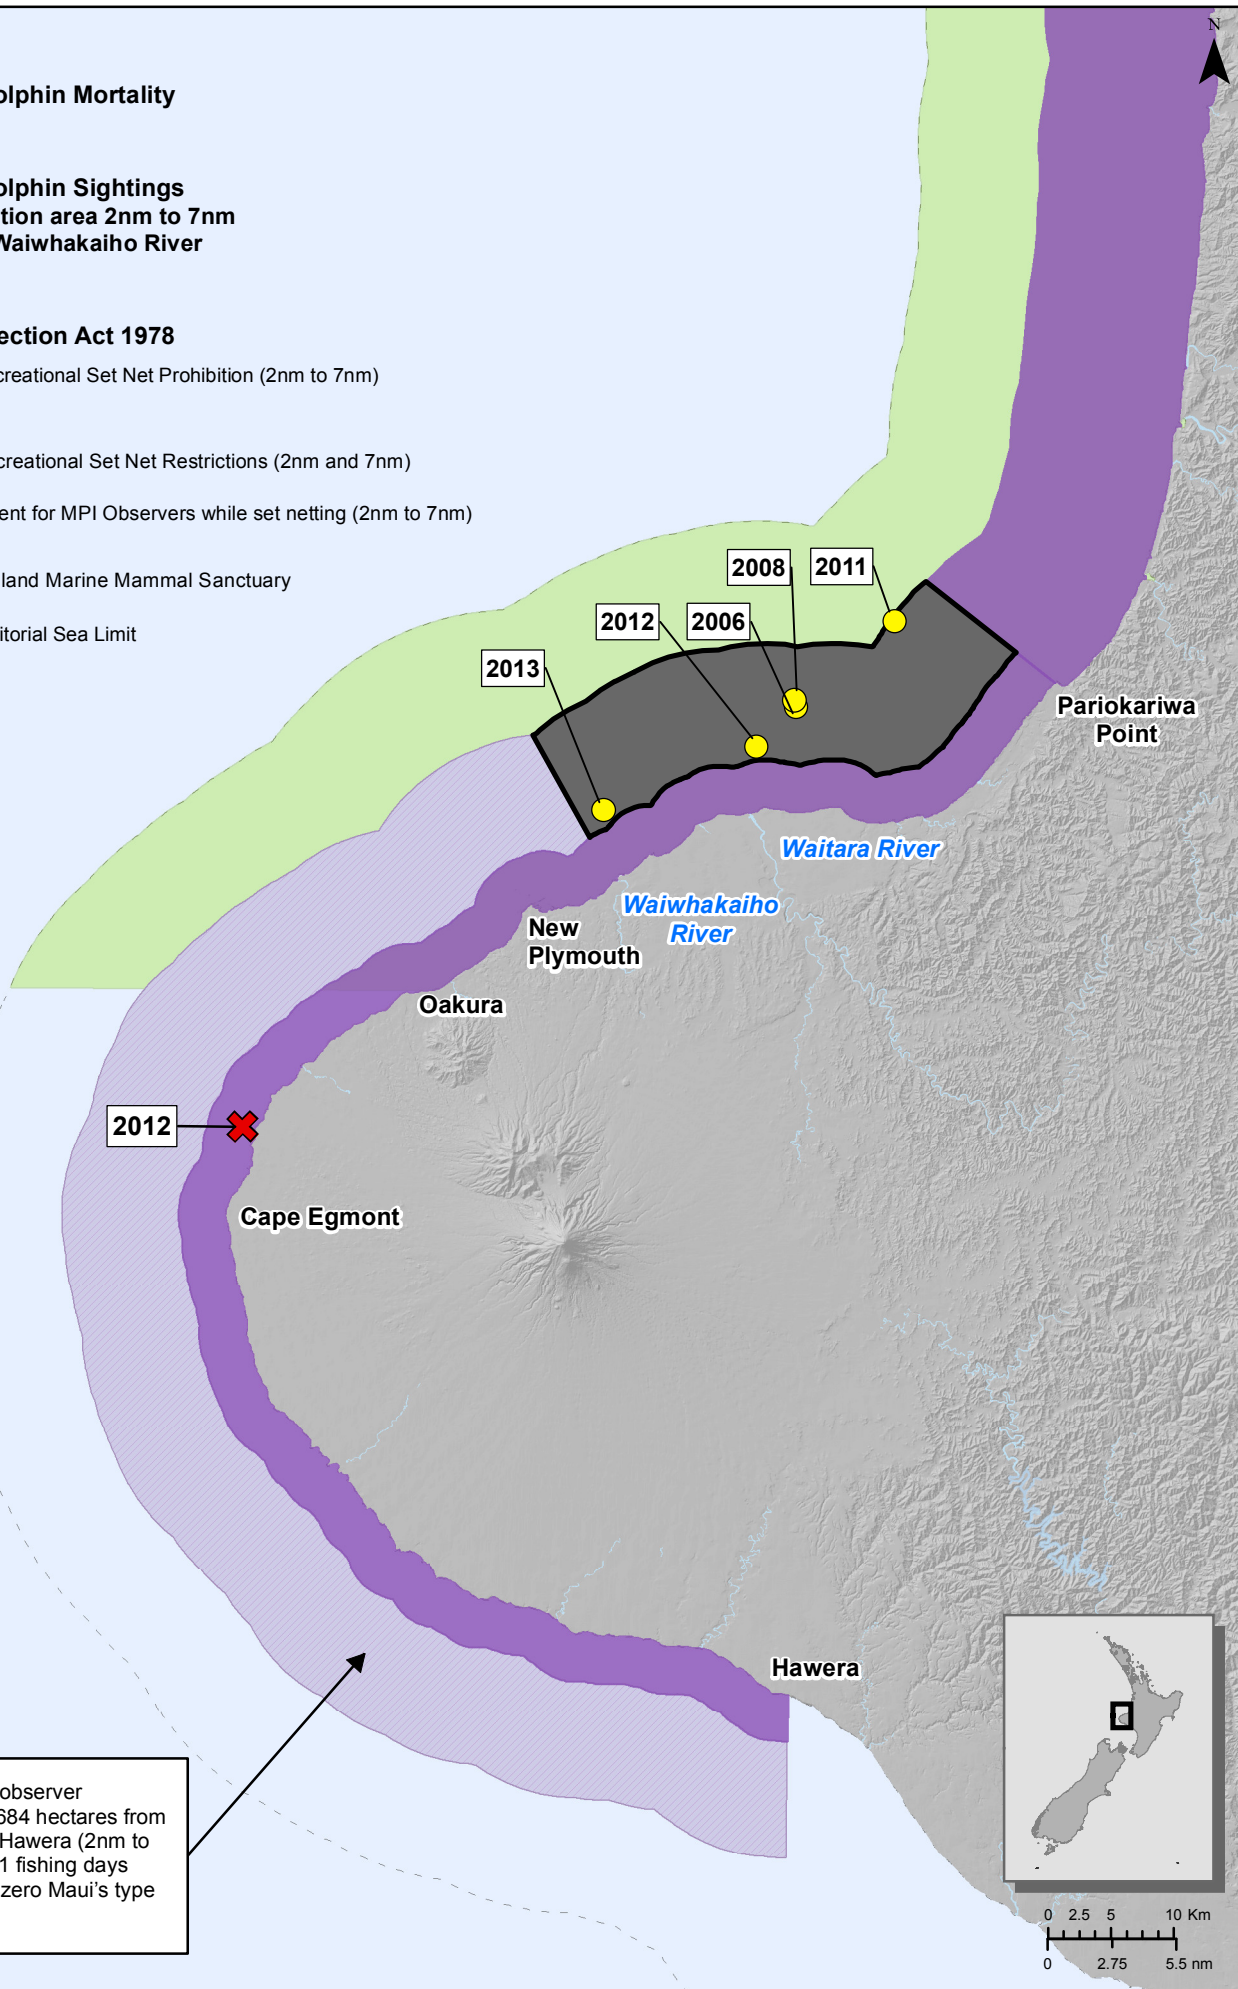 N
olphin Mortality
olphin Sightings
tion area 2nm to 7nm
Waiwhakaiho River
ection Act 1978
creational Set Net Prohibition (2nm to 7nm)
creational Set Net Restrictions (2nm and 7nm)
ent for MPI Observers while set netting (2nm to 7nm)
land Marine Mammal Sanctuary
itorial Sea Limit
2008
2011
2012
2006
2013
Pariokariwa
Point
Waitara River
Waiwhakaiho
River
New
Plymouth
Oakura
2012
Cape Egmont
Hawera
observer
684 hectares from
Hawera (2nm to
1 fishing days
zero Maui's type
0 2.5 5 10 Km
0 2.75 5.5 nm